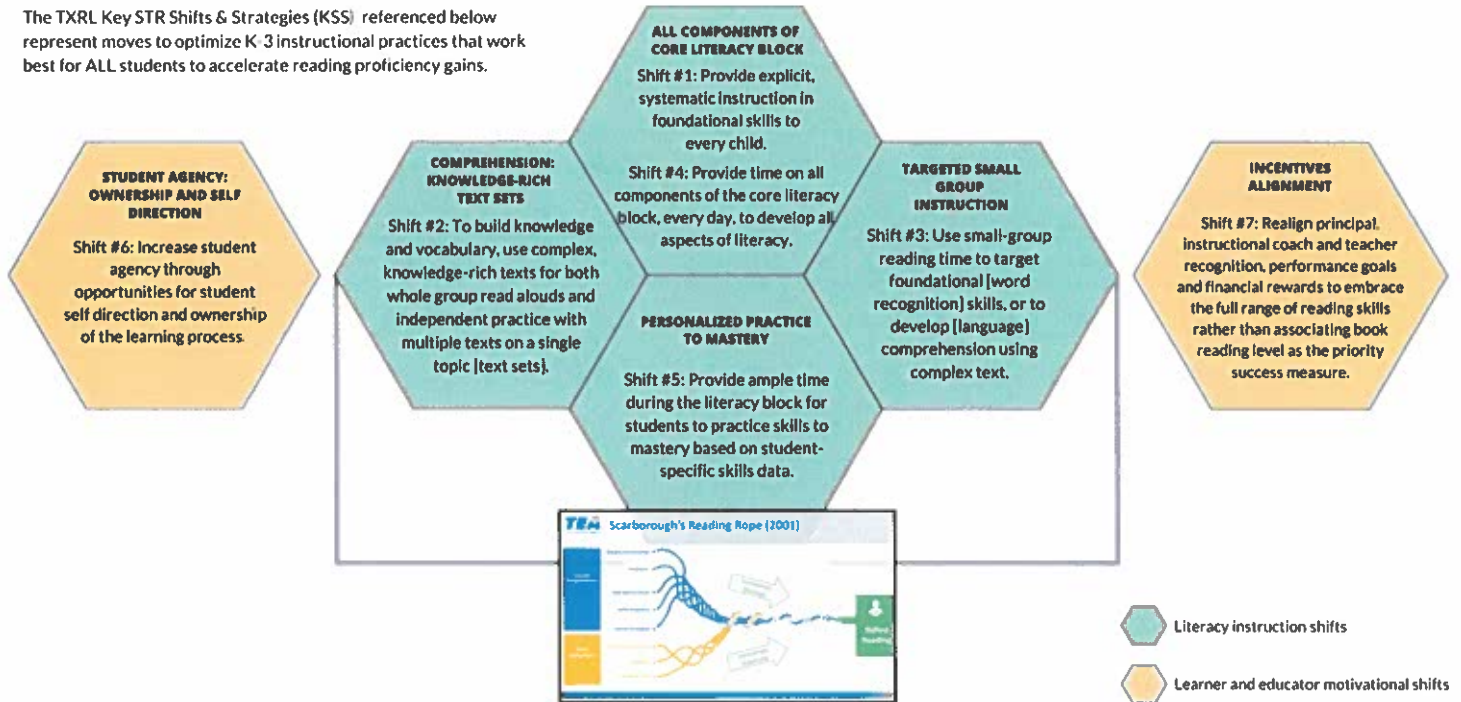 The TXRL Key STR Shifts & Strategies (KSS) referenced below
represent moves to optimize K-3 instructional practices that work
best for ALL students to accelerate reading proficiency gains.
ALL COMPONENTS OF
CORE LITERACY BLOCK
Shift #1: Provide explicit,
systematic instruction in
foundational skills to
every child.
Shift #4: Provide time on all
components of the core literacy
block, every day, to develop all
aspects of literacy.
STUDENT AGENCY:
OWNERSHIP AND SELF
DIRECTION
Shift #6: Increase student
agency through
opportunities for student
self direction and ownership
of the learning process.
COMPREHENSION:
KNOWLEDGE-RICH
TEXT SETS
Shift #2: To build knowledge
and vocabulary, use complex,
knowledge-rich texts for both
whole group read alouds and
independent practice with
multiple texts on a single
topic [text sets].
TARGETED SMALL
GROUP
INSTRUCTION
Shift #3: Use small-group
reading time to target
foundational [word
recognition] skills, or to
develop [language]
comprehension using
complex text.
INCENTIVES
ALIGNMENT
Shift #7: Realign principal,
instructional coach and teacher
recognition, performance goals
and financial rewards to embrace
the full range of reading skills
rather than associating book
reading level as the priority
success measure.
PERSONALIZED PRACTICE
TO MASTERY
Shift #5: Provide ample time
during the literacy block for
students to practice skills to
mastery based on student-
specific skills data.
TEA Scarborough's Reading Rope (2001)
Reading
Literacy instruction shifts
Learner and educator motivational shifts